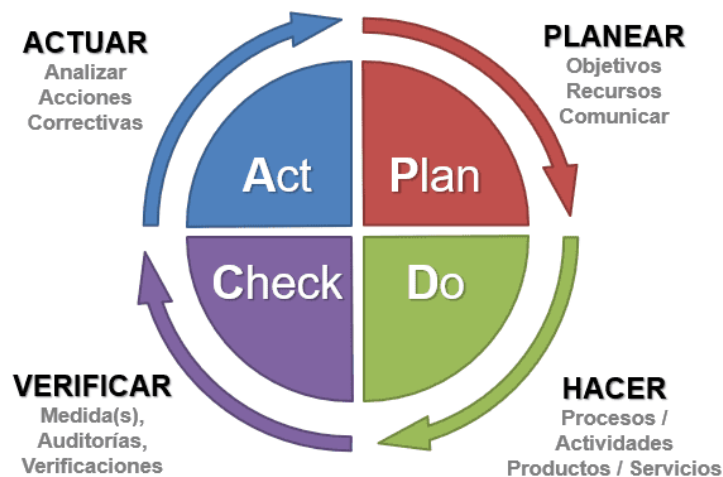 ACTUAR
Analizar
Acciones
Correctivas
PLANEAR
Objetivos
Recursos
Comunicar
Act
Plan
Check
Do
VERIFICAR
Medida(s),
Auditorías,
Verificaciones
HACER
Procesos /
Actividades
Productos / Servicios